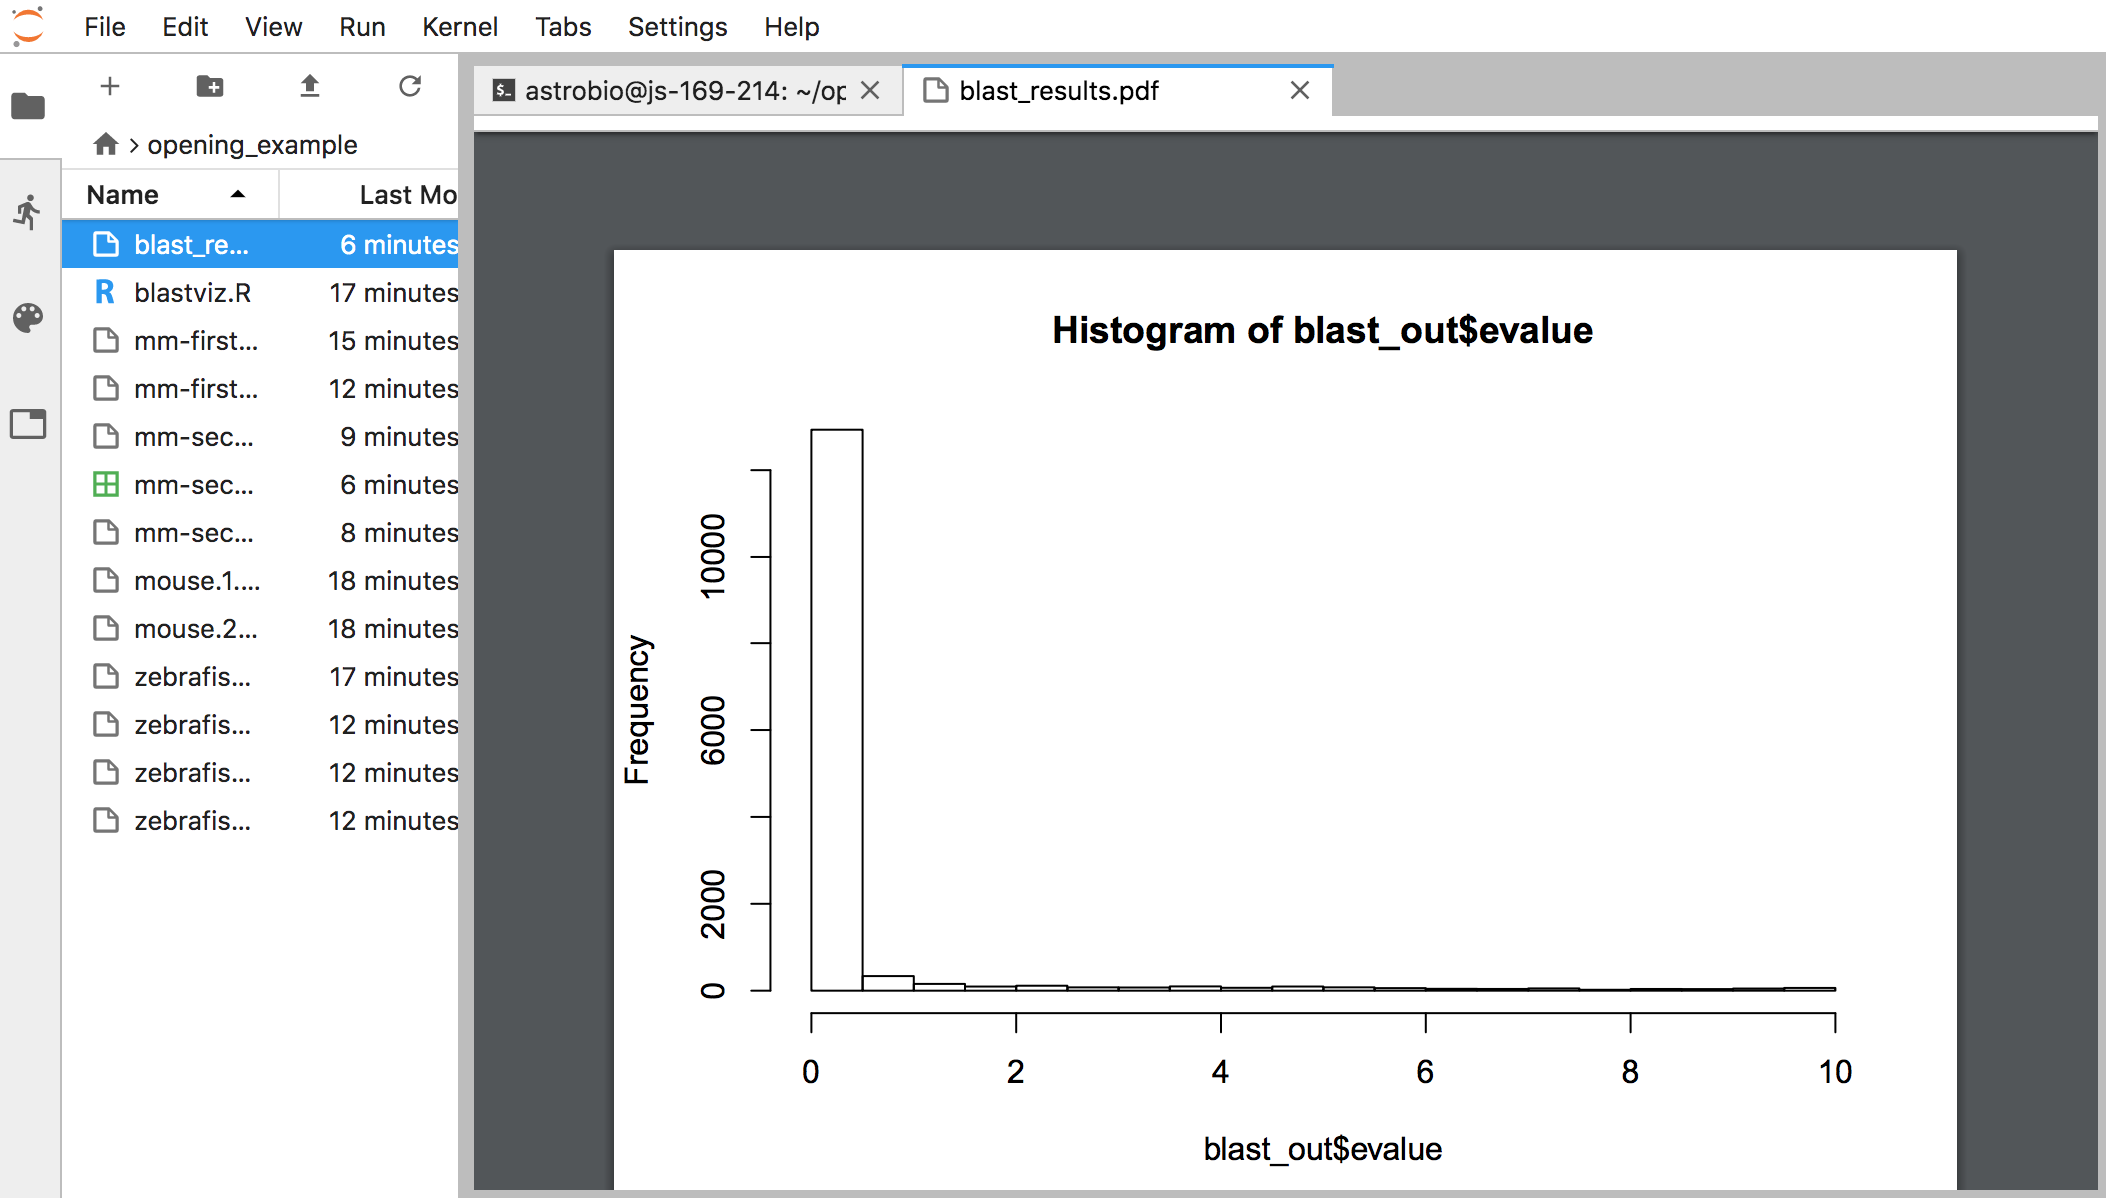 File Edit View Run Kernel Tabs Settings Help
astrobio@js-169-214: ~/op
blast_results.pdf
opening_example
Name Last Mo
blast_re... 6 minutes
blastviz.R 17 minutes
mm-first... 15 minutes
mm-first... 12 minutes
mm-sec... 9 minutes
mm-sec... 6 minutes
mm-sec... 8 minutes
mouse.1.... 18 minutes
mouse.2... 18 minutes
zebrafis... 17 minutes
zebrafis... 12 minutes
zebrafis... 12 minutes
zebrafis... 12 minutes
Histogram of blast_out$evalue
Frequency
10000
6000
2000
0
0 2 4 6 8 10
blast_out$evalue